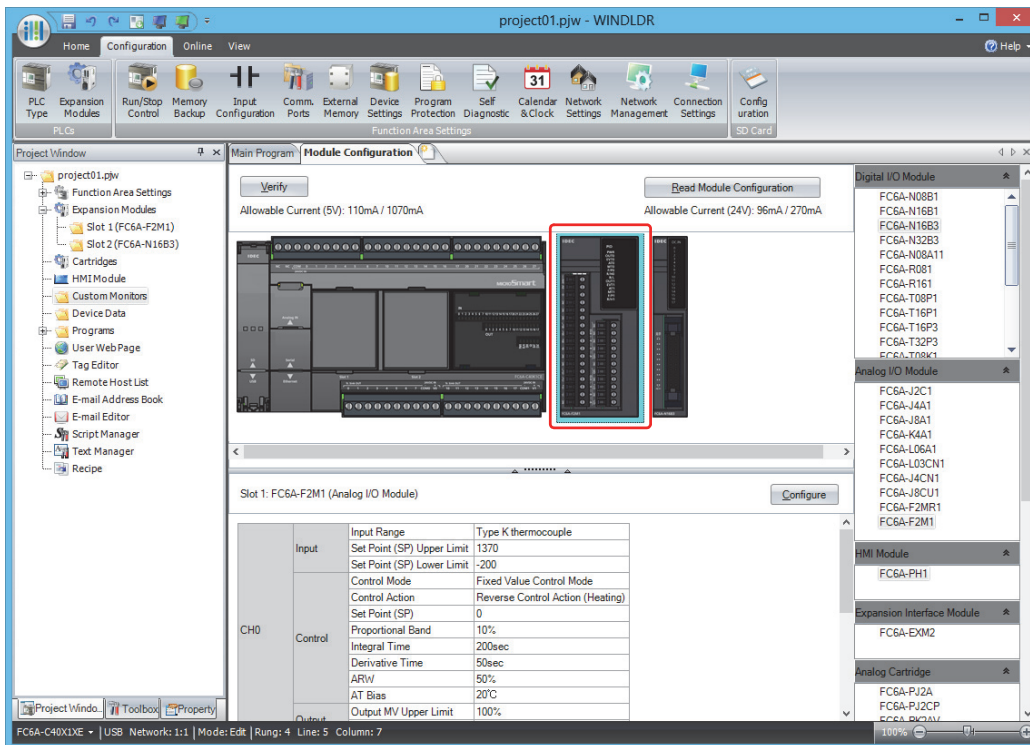 project01.pjw - WINDLDR
Home Configuration Online View Help
PLC Type
Expansion Modules
Run/Stop Control
Memory Backup
Input Configuration
Comm. Ports
External Memory
Device Settings
Program Protection
Self Diagnostic
31
Calendar & Clock
Network Settings
Network Management
Connection Settings
Configuration
PLCs
Function Area Settings
SD Card
Project Window
project01.pjw
Function Area Settings
Expansion Modules
Slot 1 (FC6A-F2M1)
Slot 2 (FC6A-N16B3)
Cartridges
HMI Module
Custom Monitors
Device Data
Programs
User Web Page
Tag Editor
Remote Host List
E-mail Address Book
E-mail Editor
Script Manager
Text Manager
Recipe
Project Windo...
Toolbox
Property
Main Program
Module Configuration
Verify
Read Module Configuration
Allowable Current (5V): 110mA / 1070mA
Allowable Current (24V): 96mA / 270mA
Slot 1: FC6A-F2M1 (Analog I/O Module)
Configure
CH0
Input
Input Range Type K thermocouple
Set Point (SP) Upper Limit 1370
Set Point (SP) Lower Limit -200
Control
Control Mode Fixed Value Control Mode
Control Action Reverse Control Action (Heating)
Set Point (SP) 0
Proportional Band 10%
Integral Time 200sec
Derivative Time 50sec
ARW 50%
AT Bias 20℃
Output
Output MV Upper Limit 100%
Digital I/O Module
FC6A-N08B1
FC6A-N16B1
FC6A-N16B3
FC6A-N32B3
FC6A-N08A11
FC6A-R081
FC6A-R161
FC6A-T08P1
FC6A-T16P1
FC6A-T16P3
FC6A-T32P3
FC6A-T08K1
Analog I/O Module
FC6A-J2C1
FC6A-J4A1
FC6A-J8A1
FC6A-K4A1
FC6A-L06A1
FC6A-L03CN1
FC6A-J4CN1
FC6A-J8CU1
FC6A-F2MR1
FC6A-F2M1
HMI Module
FC6A-PH1
Expansion Interface Module
FC6A-EXM2
Analog Cartridge
FC6A-PJ2A
FC6A-PJ2CP
FC6A-PK2AV
FC6A-C40X1XE USB Network: 1:1 Mode: Edit Rung: 4 Line: 5 Column: 7
100%